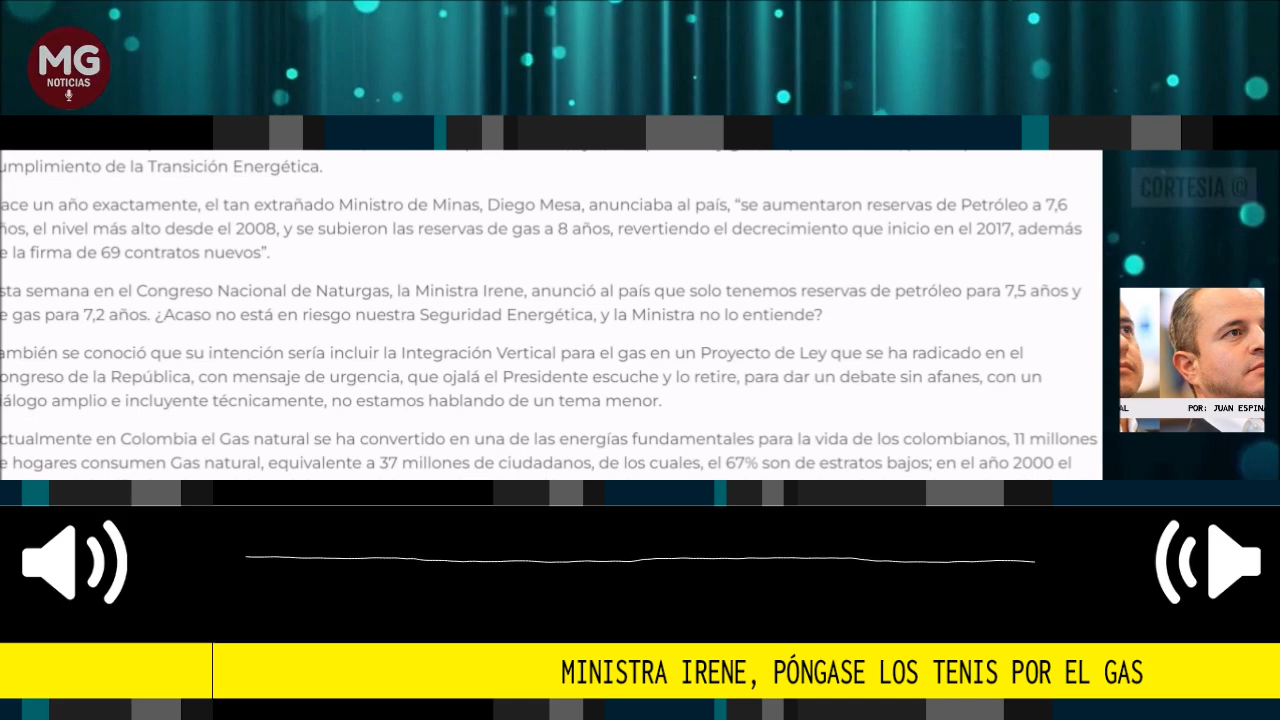 MG
NOTICIAS
umplimiento de la Transición Energética.
CORTESIA @
ace un año exactamente, el tan extrañado Ministro de Minas, Diego Mesa, anunciaba al país, “se aumentaron reservas de Petróleo a 7,6
ños, el nivel más alto desde el 2008, y se subieron las reservas de gas a 8 años, revertiendo el decrecimiento que inicio en el 2017, además
e la firma de 69 contratos nuevos”.
sta semana en el Congreso Nacional de Naturgas, la Ministra Irene, anunció al país que solo tenemos reservas de petróleo para 7,5 años y
e gas para 7,2 años. ¿Acaso no está en riesgo nuestra Seguridad Energética, y la Ministra no lo entiende?
ambién se conoció que su intención sería incluir la Integración Vertical para el gas en un Proyecto de Ley que se ha radicado en el
ongreso de la República, con mensaje de urgencia, que ojalá el Presidente escuche y lo retire, para dar un debate sin afanes, con un
iálogo amplio e incluyente técnicamente, no estamos hablando de un tema menor.
AL POR: JUAN ESPIN
ctualmente en Colombia el Gas natural se ha convertido en una de las energías fundamentales para la vida de los colombianos, 11 millones
e hogares consumen Gas natural, equivalente a 37 millones de ciudadanos, de los cuales, el 67% son de estratos bajos; en el año 2000 el
MINISTRA IRENE, PÓNGASE LOS TENIS POR EL GAS